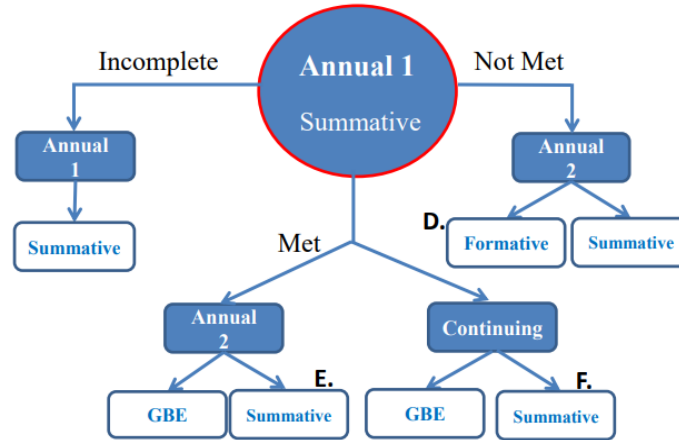 Incomplete
Annual 1
Not Met
Summative
Annual
1
Annual
2
Summative
D.
Formative
Summative
Met
Annual
2
Continuing
E.
F.
GBE
Summative
GBE
Summative